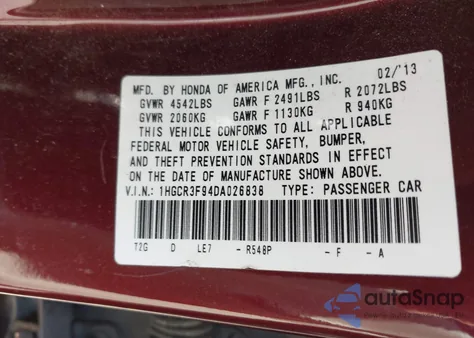 MFD. BY HONDA OF AMERICA MFG., INC. 02/'13
GVWR 4542LBS GAWR F 2491LBS R 2072LBS
GVWR 2060KG GAWR F 1130KG R 940KG
THIS VEHICLE CONFORMS TO ALL APPLICABLE
FEDERAL MOTOR VEHICLE SAFETY, BUMPER,
AND THEFT PREVENTION STANDARDS IN EFFECT
ON THE DATE OF MANUFACTURE SHOWN ABOVE.
V.I.N.: 1HGCR3F94DA026838 TYPE: PASSENGER CAR
T2G D LE7 - R548P - F - A
autoSnap